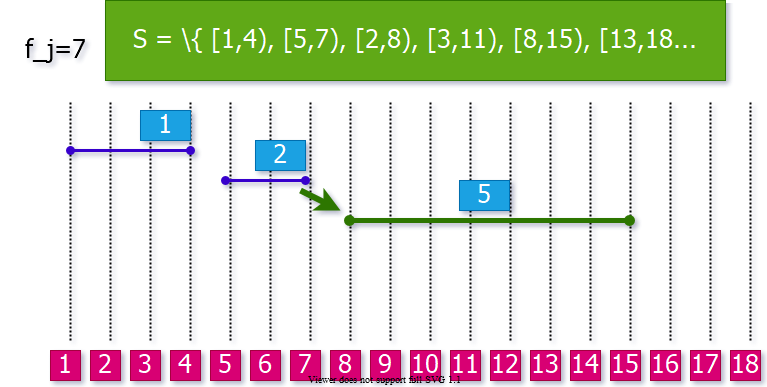 f_j=7
S = \{ [1,4), [5,7), [2,8), [3,11), [8,15), [13,18...
1
2
5
1 2 3 4 5 6 7 8 9 10 11 12 13 14 15 16 17 18
Viewer does not support full SVG 1.1